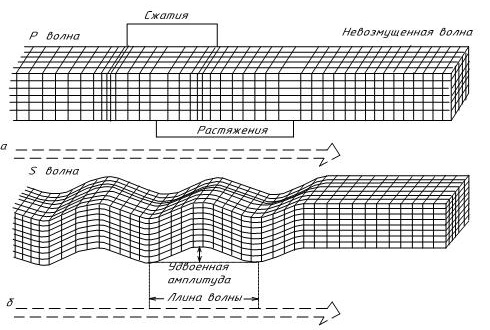 Сжатия
P волна
Невозмущенная волна
Растяжения
а
S волна
Удвоенная
амплитуда
Длина волны
б